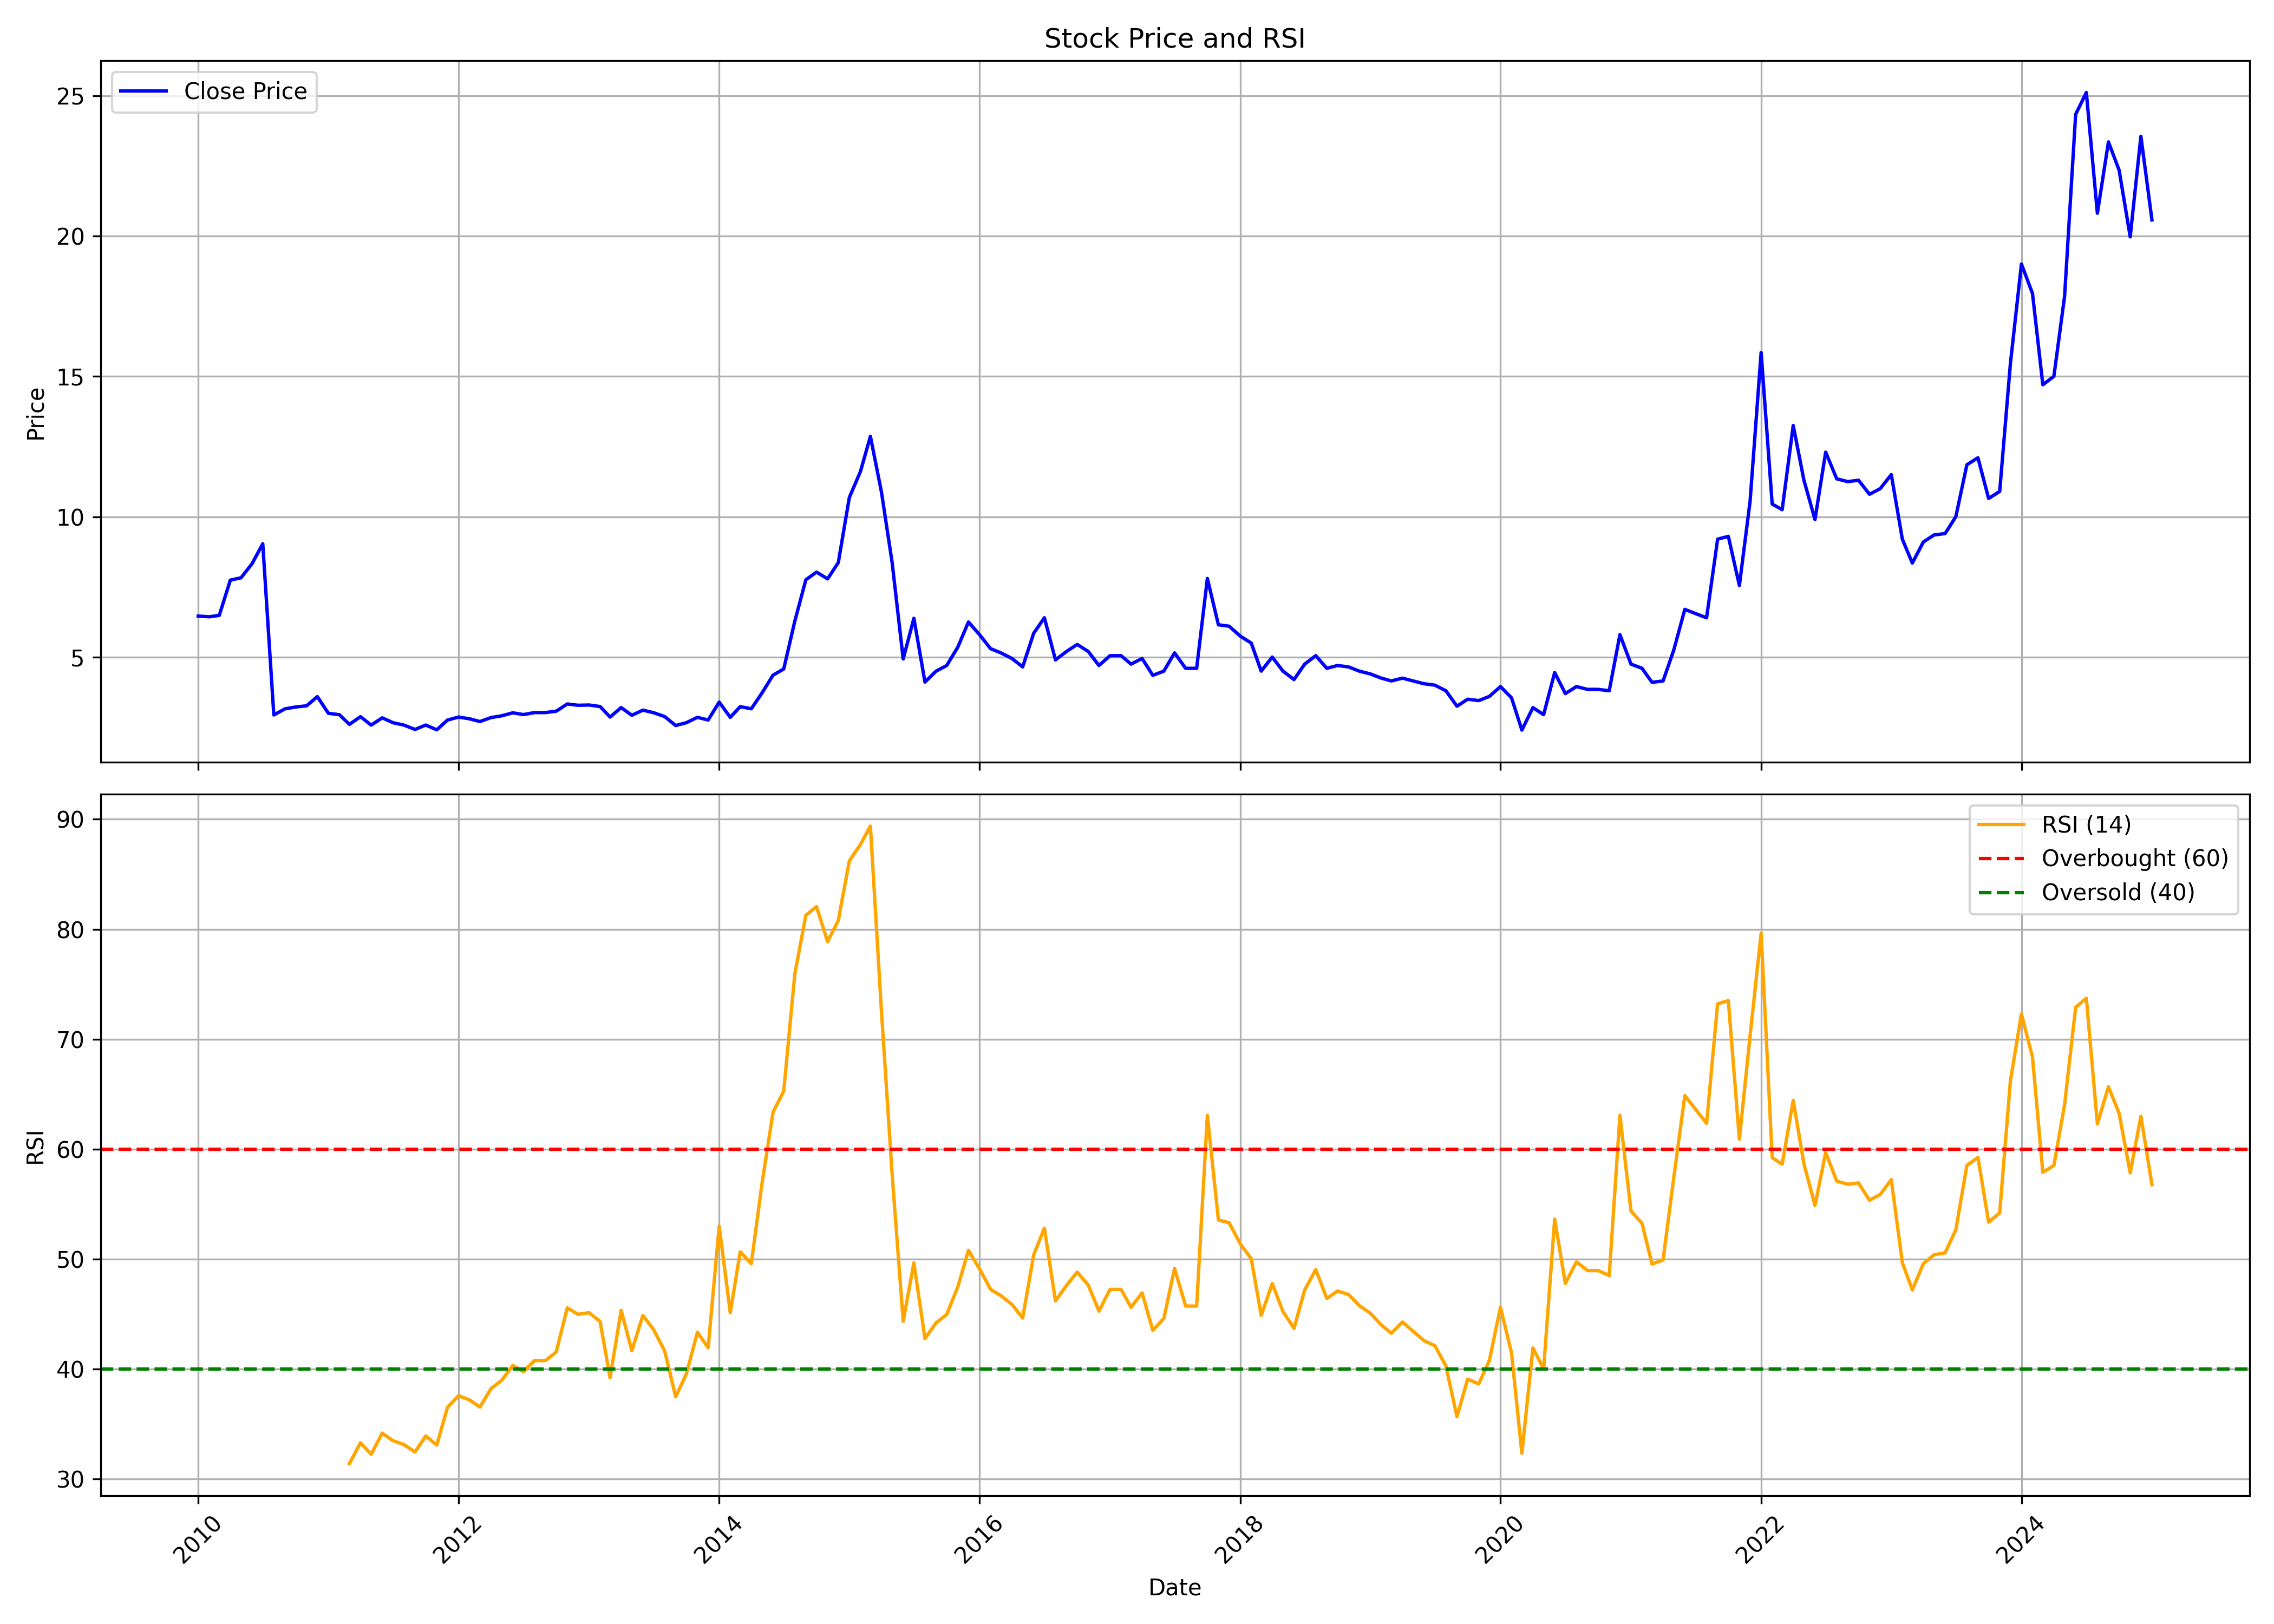 Stock Price and RSI
Close Price
25
20
15
10
5
Price
90
80
70
60
50
40
30
RSI
RSI (14)
Overbought (60)
Oversold (40)
2010
2012
2014
2016
2018
2020
2022
2024
Date